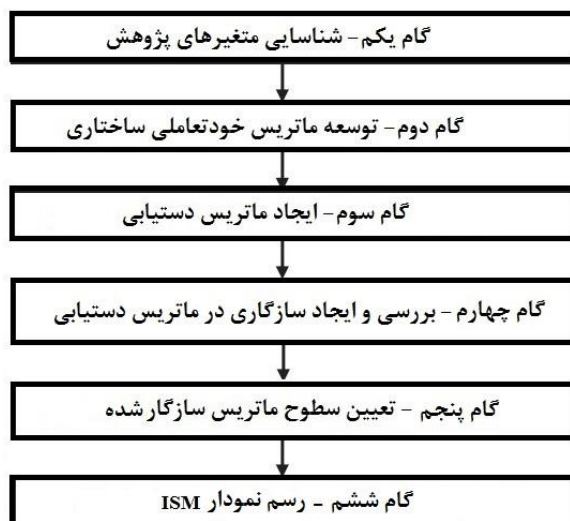 گام یکم- شناسایی متغیرهای پژوهش
گام دوم- توسعه ماتریس خودتعاملی ساختاری
گام سوم- ایجاد ماتریس دستیابی
گام چهارم- بررسی و ایجاد سازگاری در ماتریس دستیابی
گام پنجم - تعیین سطوح ماتریس سازگار شده
گام ششم - رسم نمودار ISM